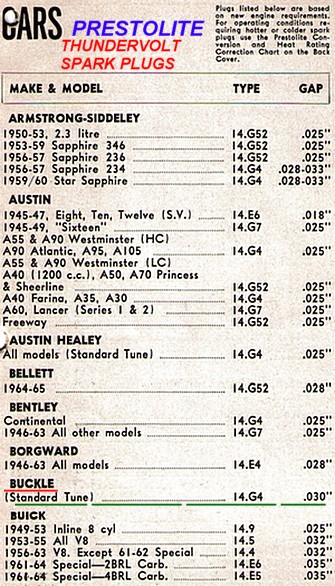 CARS
PRESTOLITE
THUNDERVOLT
SPARK PLUGS
Plugs listed below are based
on new engine requirements.
For operating conditions re-
quiring hotter or colder spark
plugs use the Prestolite Con-
version and Heat Rating
Correction Chart on the Back
Cover.
MAKE & MODEL TYPE GAP
ARMSTRONG-SIDDELEY
1950-53, 2.3 litre 14.G52 .025"
1953-59 Sapphire 346 14.G52 .025"
1956-57 Sapphire 236 14.G52 .025"
1956-57 Sapphire 234 14.G4 .028-033"
1959/60 Star Sapphire 14.G4 .028-033"
AUSTIN
1945-47, Eight, Ten, Twelve (S.V.) 14.E6 .018"
1945-49, "Sixteen" 14.G7 .025"
A55 & A90 Westminster (HC)
A90 Atlantic, A95, A105 14.G4 .025"
A55 & A90 Westminster (LC)
A40 (1200 c.c.), A50, A70 Princess
& Sheerline 14.G52 .025"
A40 Farina, A35, A30 14.G4 .025"
A60, Lancer (Series 1 & 2) 14.G7 .025"
Freeway 14.G52 .025"
AUSTIN HEALEY
All models (Standard Tune) 14.G4 .025"
BELLETT
1964-65 14.G52 .028"
BENTLEY
Continental 14.G4 .025"
1946-63 All other models 14.G7 .025"
BORGWARD
1946-63 All models 14.E4 .028"
BUCKLE
(Standard Tune) 14.G4 .030"
BUICK
1949-53 Inline 8 cyl 14.9 .025"
1953-55 All V8 14.5 .032"
1956-63 V8. Except 61-62 Special 14.4 .032"
1961-64 Special—2BRL Carb. 14.E6 .035"
1961-64 Special—4BRL Carb. 14.E5 .035"